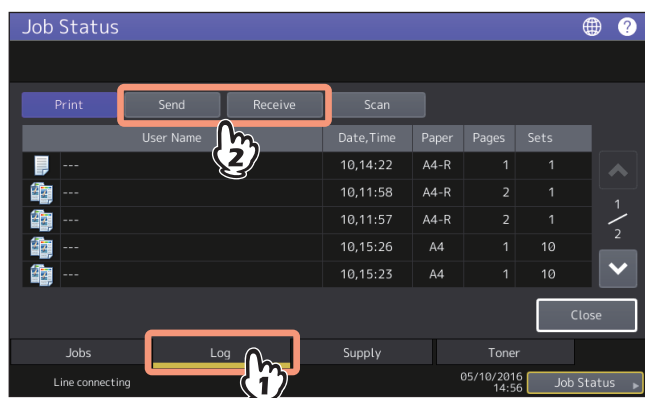 Job Status
?
Print Send Receive Scan
User Name Date,Time Paper Pages Sets
--- 10,14:22 A4-R 1 1
--- 10,11:58 A4-R 2 1
--- 10,11:57 A4-R 2 1
--- 10,15:26 A4 1 10
--- 10,15:23 A4 1 10
1
2
2
Close
Jobs Log Supply Toner
1
Line connecting 05/10/2016
14:56 Job Status